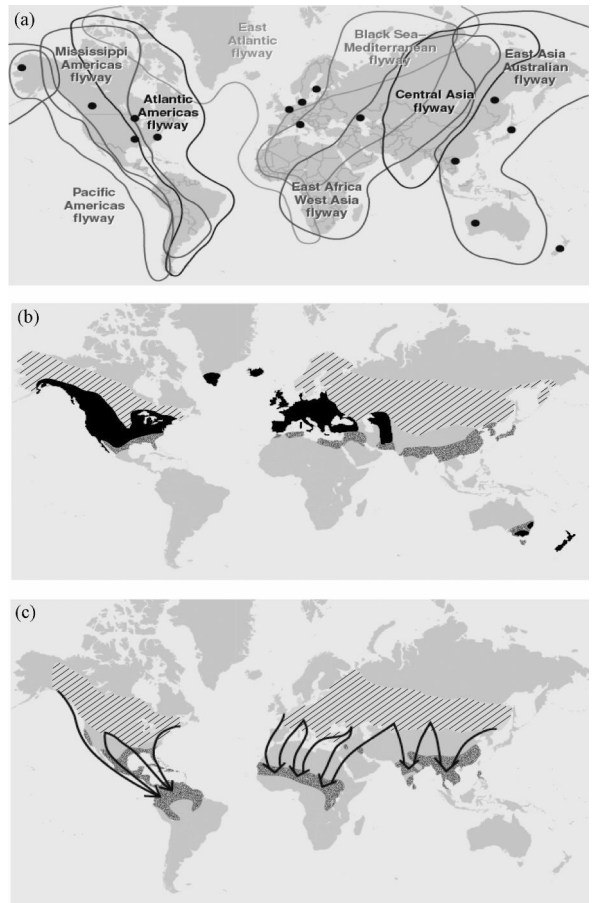 (a)
East
Atlantic
flyway
Black Sea–
Mediterranean
flyway
Mississippi
Americas
flyway
East Asia
Australian
flyway
Atlantic
Americas
flyway
Central Asia
flyway
Pacific
Americas
flyway
East Africa
West Asia
flyway
(b)
(c)